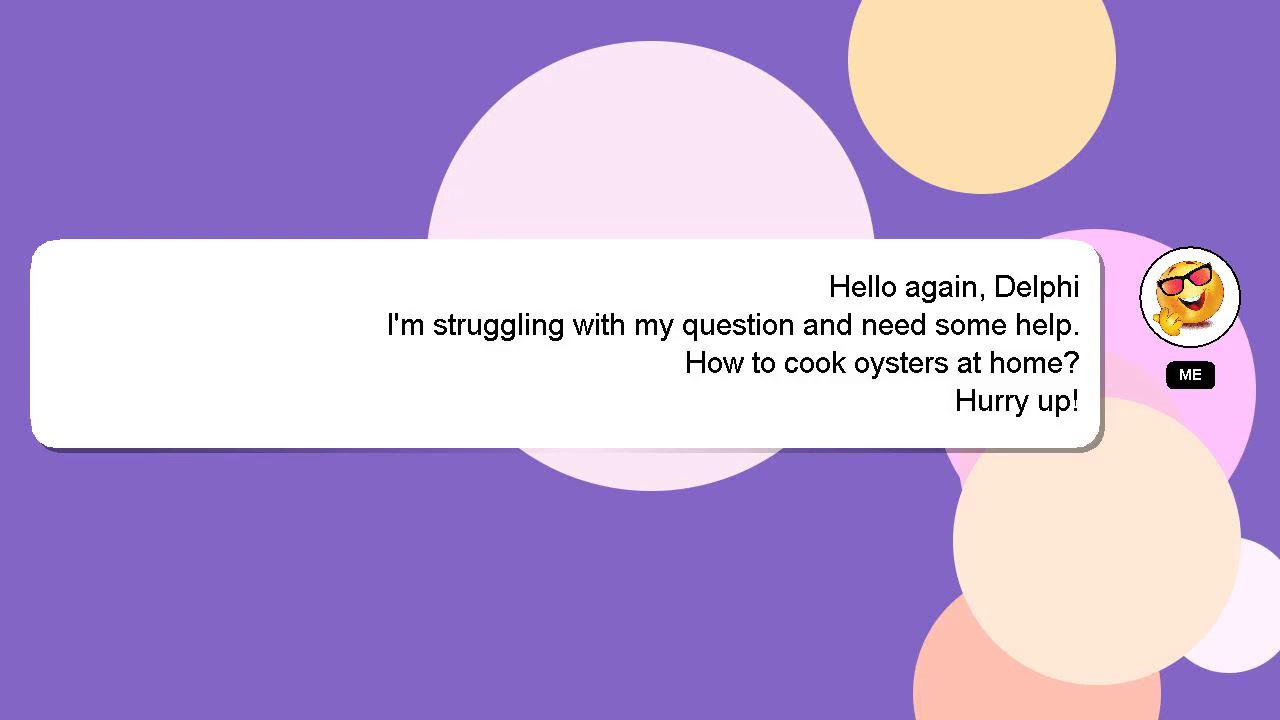 Hello again, Delphi
I'm struggling with my question and need some help.
How to cook oysters at home?
Hurry up!
ME